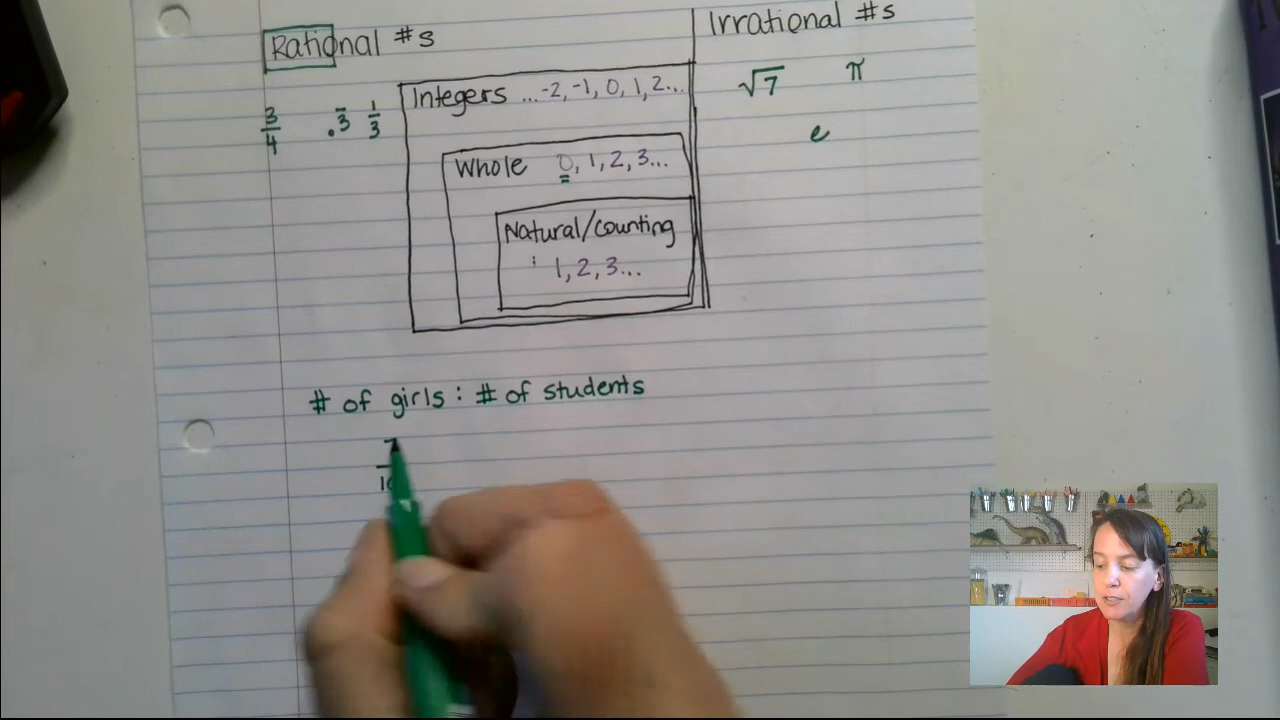 Rational #s
Irrational #s
3/4 .3̅ 1/3
Integers ...-2, -1, 0, 1, 2...
√7 π
e
Whole 0, 1, 2, 3...
Natural/counting
1, 2, 3...
# of girls : # of students